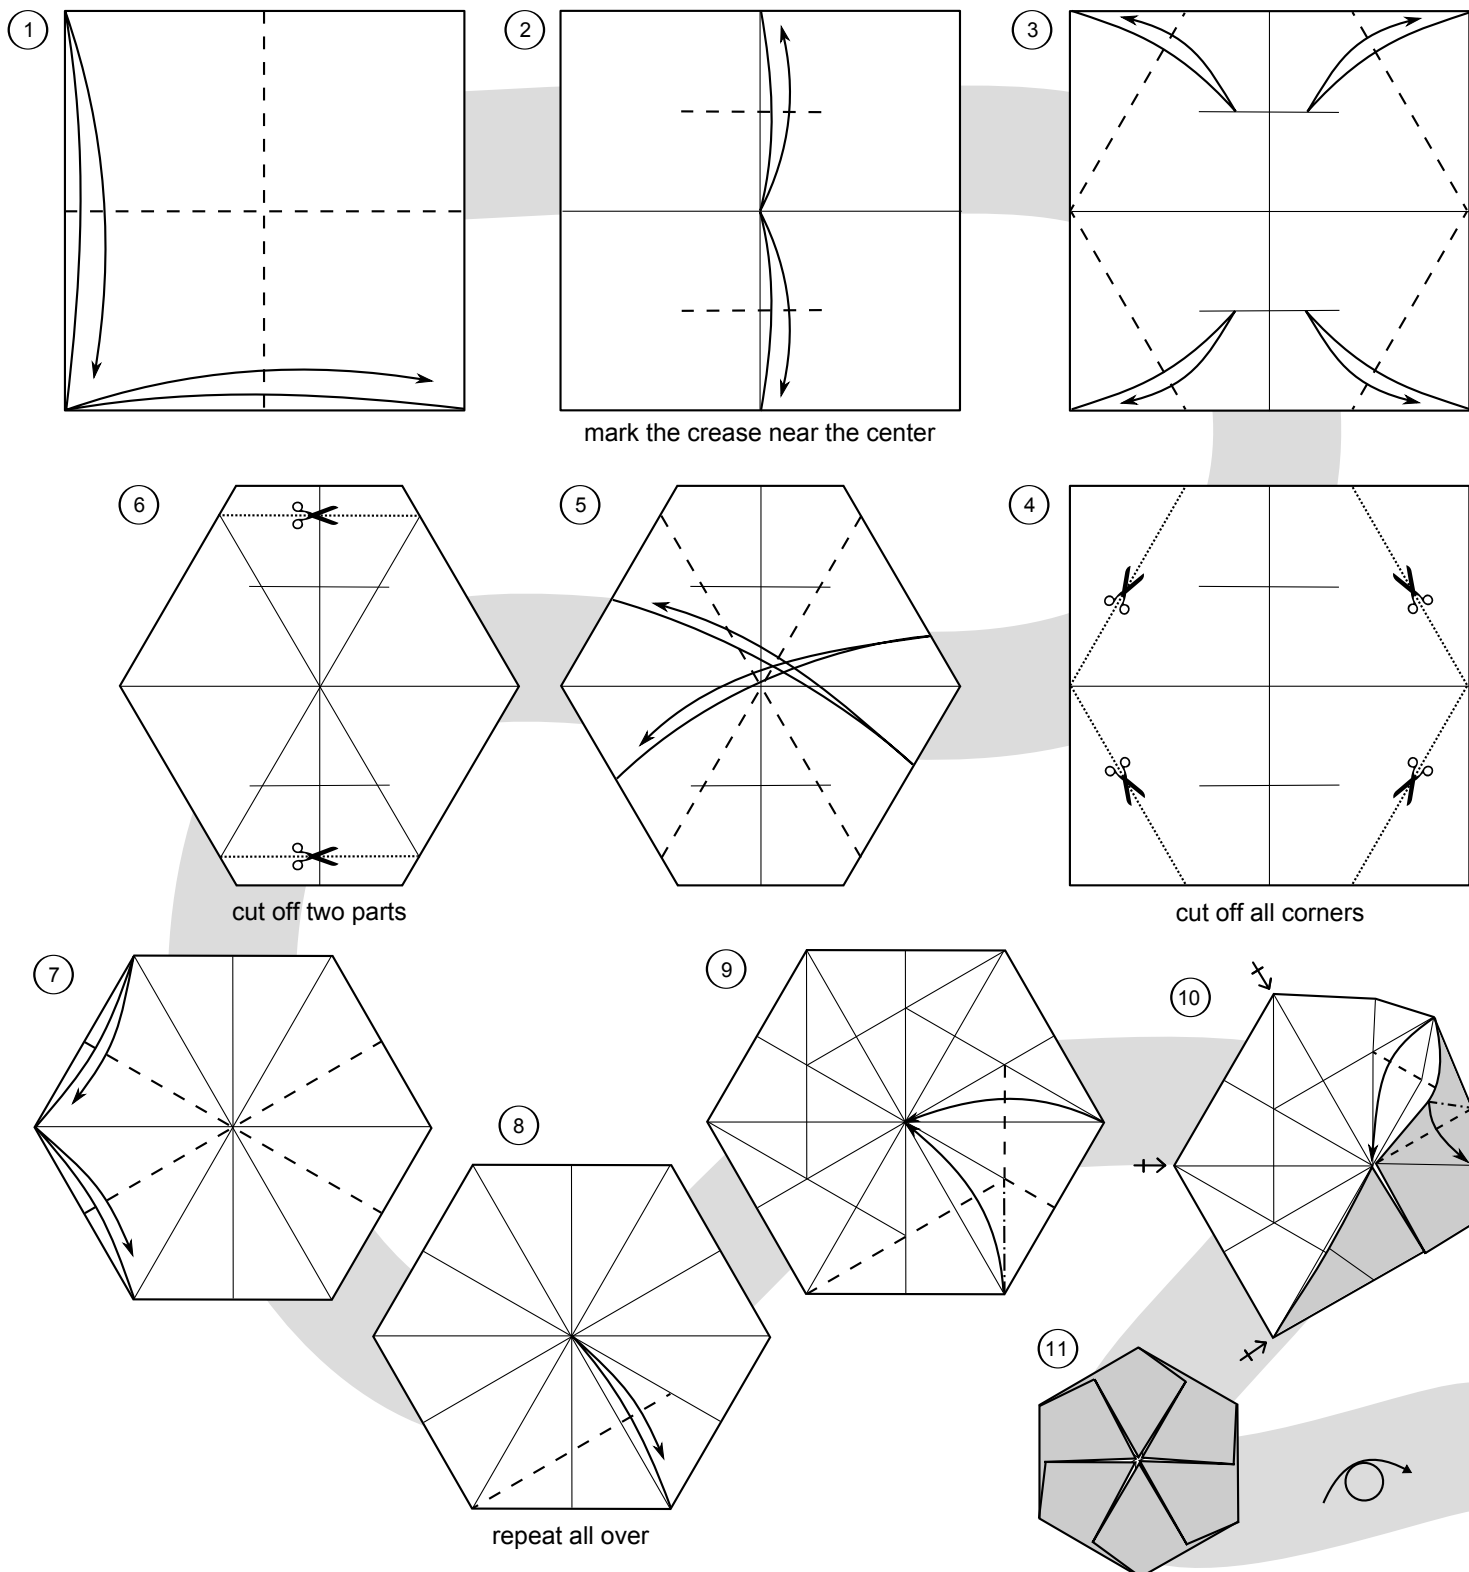 1
2
3
mark the crease near the center
6
5
4
cut off two parts
cut off all corners
7
8
9
10
repeat all over
11